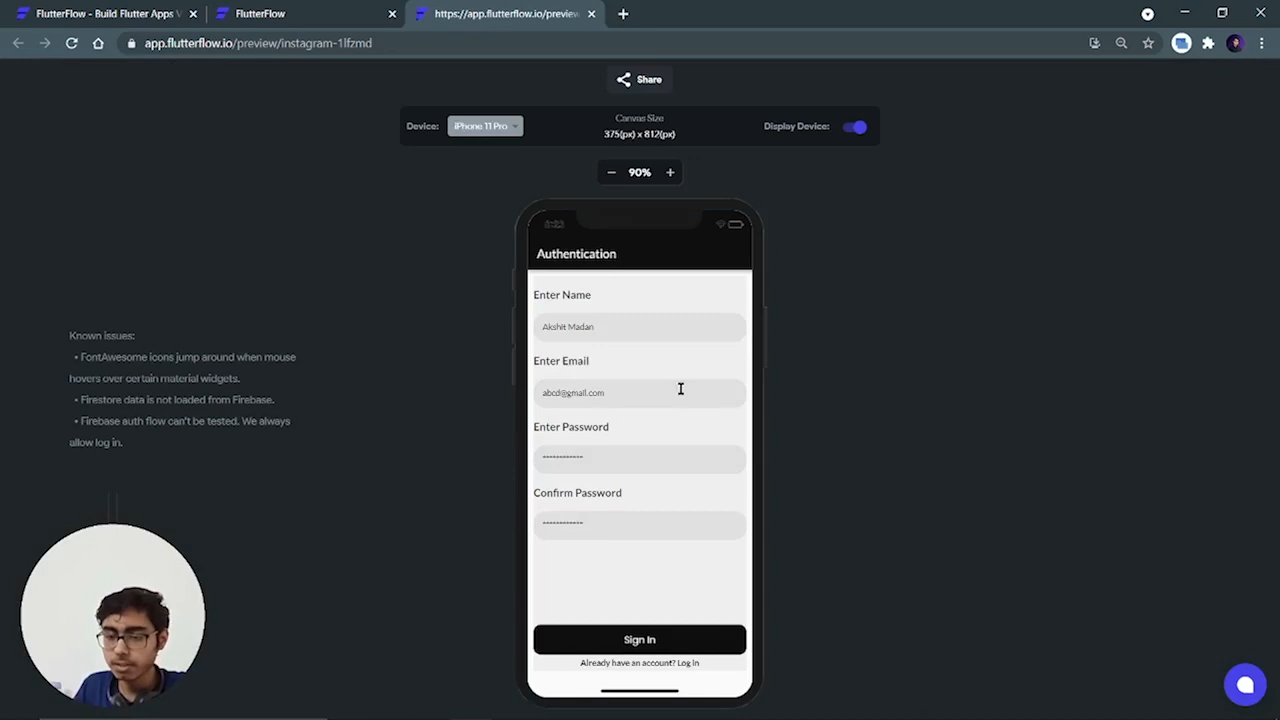 FlutterFlow - Build Flutter Apps V
FlutterFlow
https://app.flutterflow.io/preview
app.flutterflow.io/preview/instagram-1lfzmd
Share
Device:
iPhone 11 Pro
Canvas Size
375(px) x 812(px)
Display Device:
90%
Authentication
Enter Name
Akshit Madan
Enter Email
abcd@gmail.com
Enter Password
------------
Confirm Password
------------
Sign In
Already have an account? Log In
Known issues:
• FontAwesome icons jump around when mouse
hovers over certain material widgets.
• Firestore data is not loaded from Firebase.
• Firebase auth flow can't be tested. We always
allow log in.